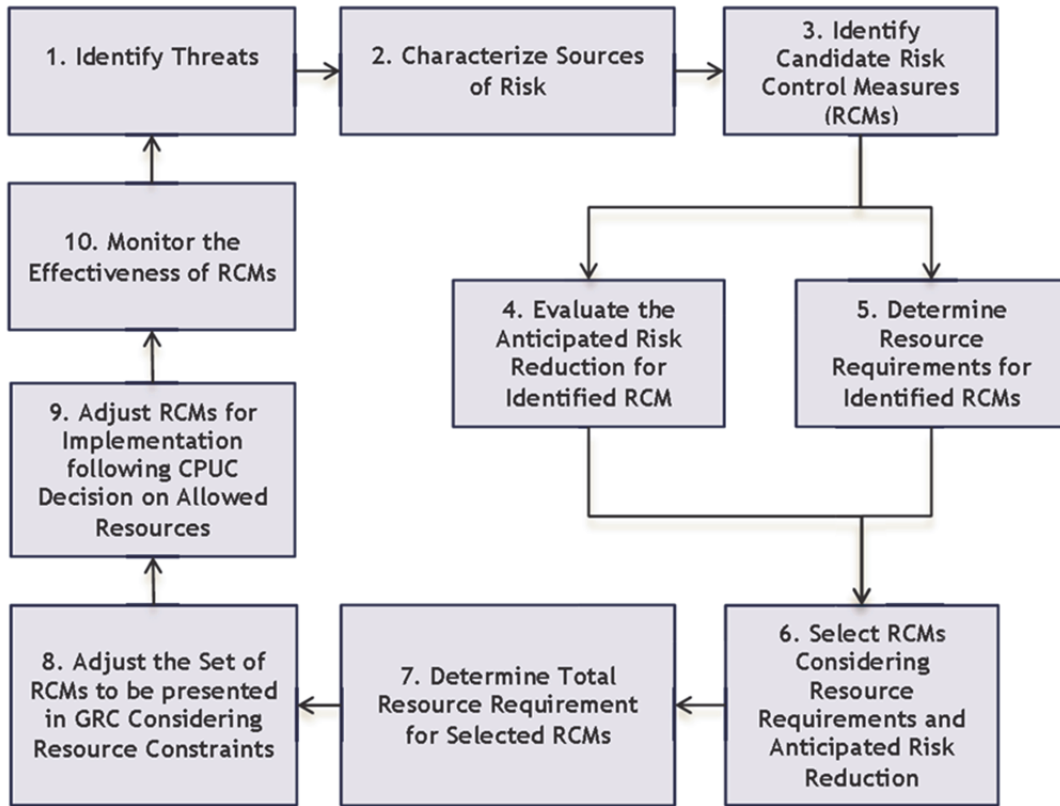 1. Identify Threats
2. Characterize Sources
of Risk
3. Identify
Candidate Risk
Control Measures
(RCMs)
4. Evaluate the
Anticipated Risk
Reduction for
Identified RCM
5. Determine
Resource
Requirements for
Identified RCMs
6. Select RCMs
Considering
Resource
Requirements and
Anticipated Risk
Reduction
7. Determine Total
Resource Requirement
for Selected RCMs
8. Adjust the Set of
RCMs to be presented
in GRC Considering
Resource Constraints
9. Adjust RCMs for
Implementation
following CPUC
Decision on Allowed
Resources
10. Monitor the
Effectiveness of RCMs